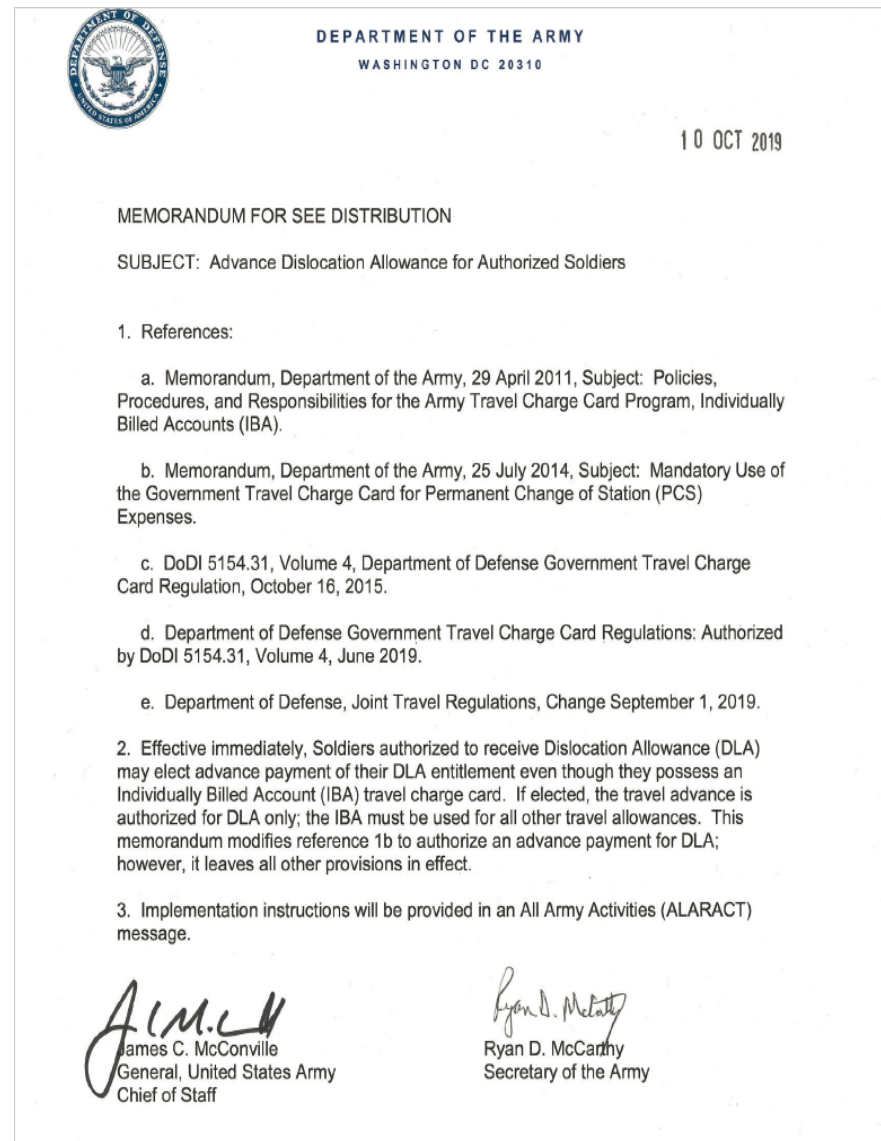 DEPARTMENT OF DEFENSE
UNITED STATES OF AMERICA
DEPARTMENT OF THE ARMY
WASHINGTON DC 20310
10 OCT 2019
MEMORANDUM FOR SEE DISTRIBUTION
SUBJECT: Advance Dislocation Allowance for Authorized Soldiers
1. References:
a. Memorandum, Department of the Army, 29 April 2011, Subject: Policies,
Procedures, and Responsibilities for the Army Travel Charge Card Program, Individually
Billed Accounts (IBA).
b. Memorandum, Department of the Army, 25 July 2014, Subject: Mandatory Use of
the Government Travel Charge Card for Permanent Change of Station (PCS)
Expenses.
c. DoDI 5154.31, Volume 4, Department of Defense Government Travel Charge
Card Regulation, October 16, 2015.
d. Department of Defense Government Travel Charge Card Regulations: Authorized
by DoDI 5154.31, Volume 4, June 2019.
e. Department of Defense, Joint Travel Regulations, Change September 1, 2019.
2. Effective immediately, Soldiers authorized to receive Dislocation Allowance (DLA)
may elect advance payment of their DLA entitlement even though they possess an
Individually Billed Account (IBA) travel charge card. If elected, the travel advance is
authorized for DLA only; the IBA must be used for all other travel allowances. This
memorandum modifies reference 1b to authorize an advance payment for DLA;
however, it leaves all other provisions in effect.
3. Implementation instructions will be provided in an All Army Activities (ALARACT)
message.
James C. McConville
General, United States Army
Chief of Staff
Ryan D. McCarthy
Ryan D. McCarthy
Secretary of the Army